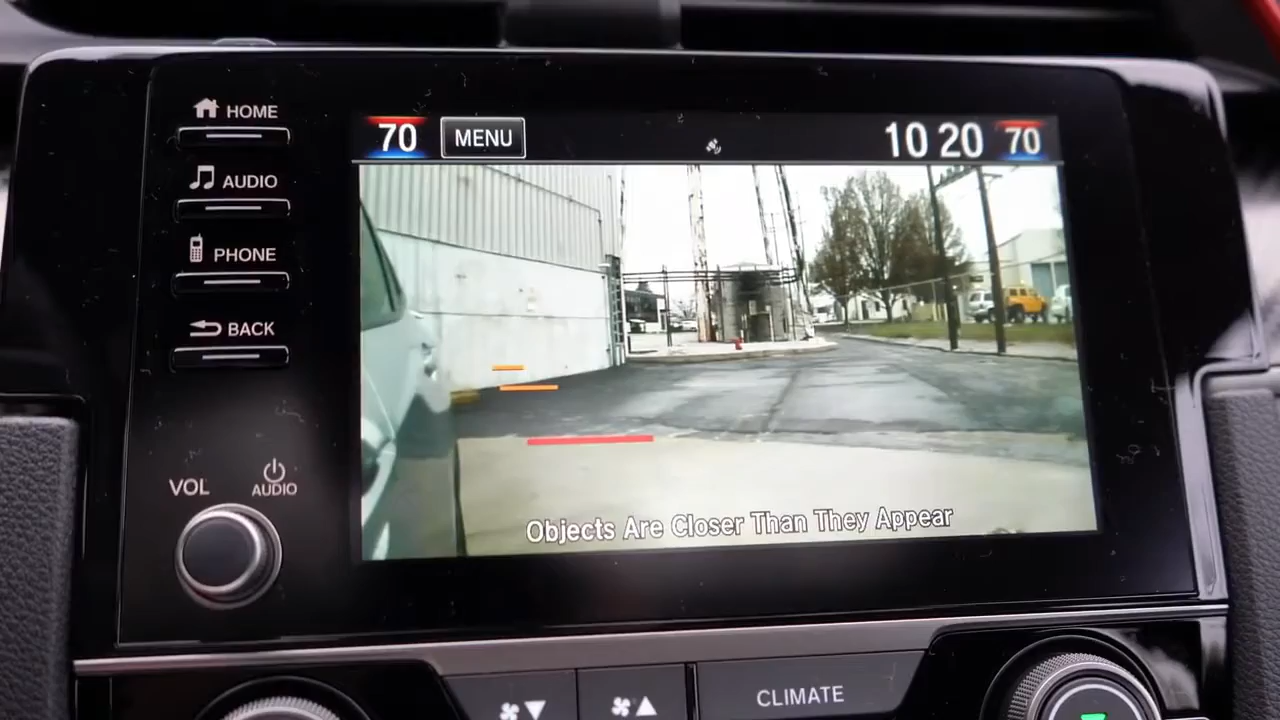 HOME
AUDIO
PHONE
BACK
VOL
AUDIO
70
MENU
10 20
70
Objects Are Closer Than They Appear
CLIMATE